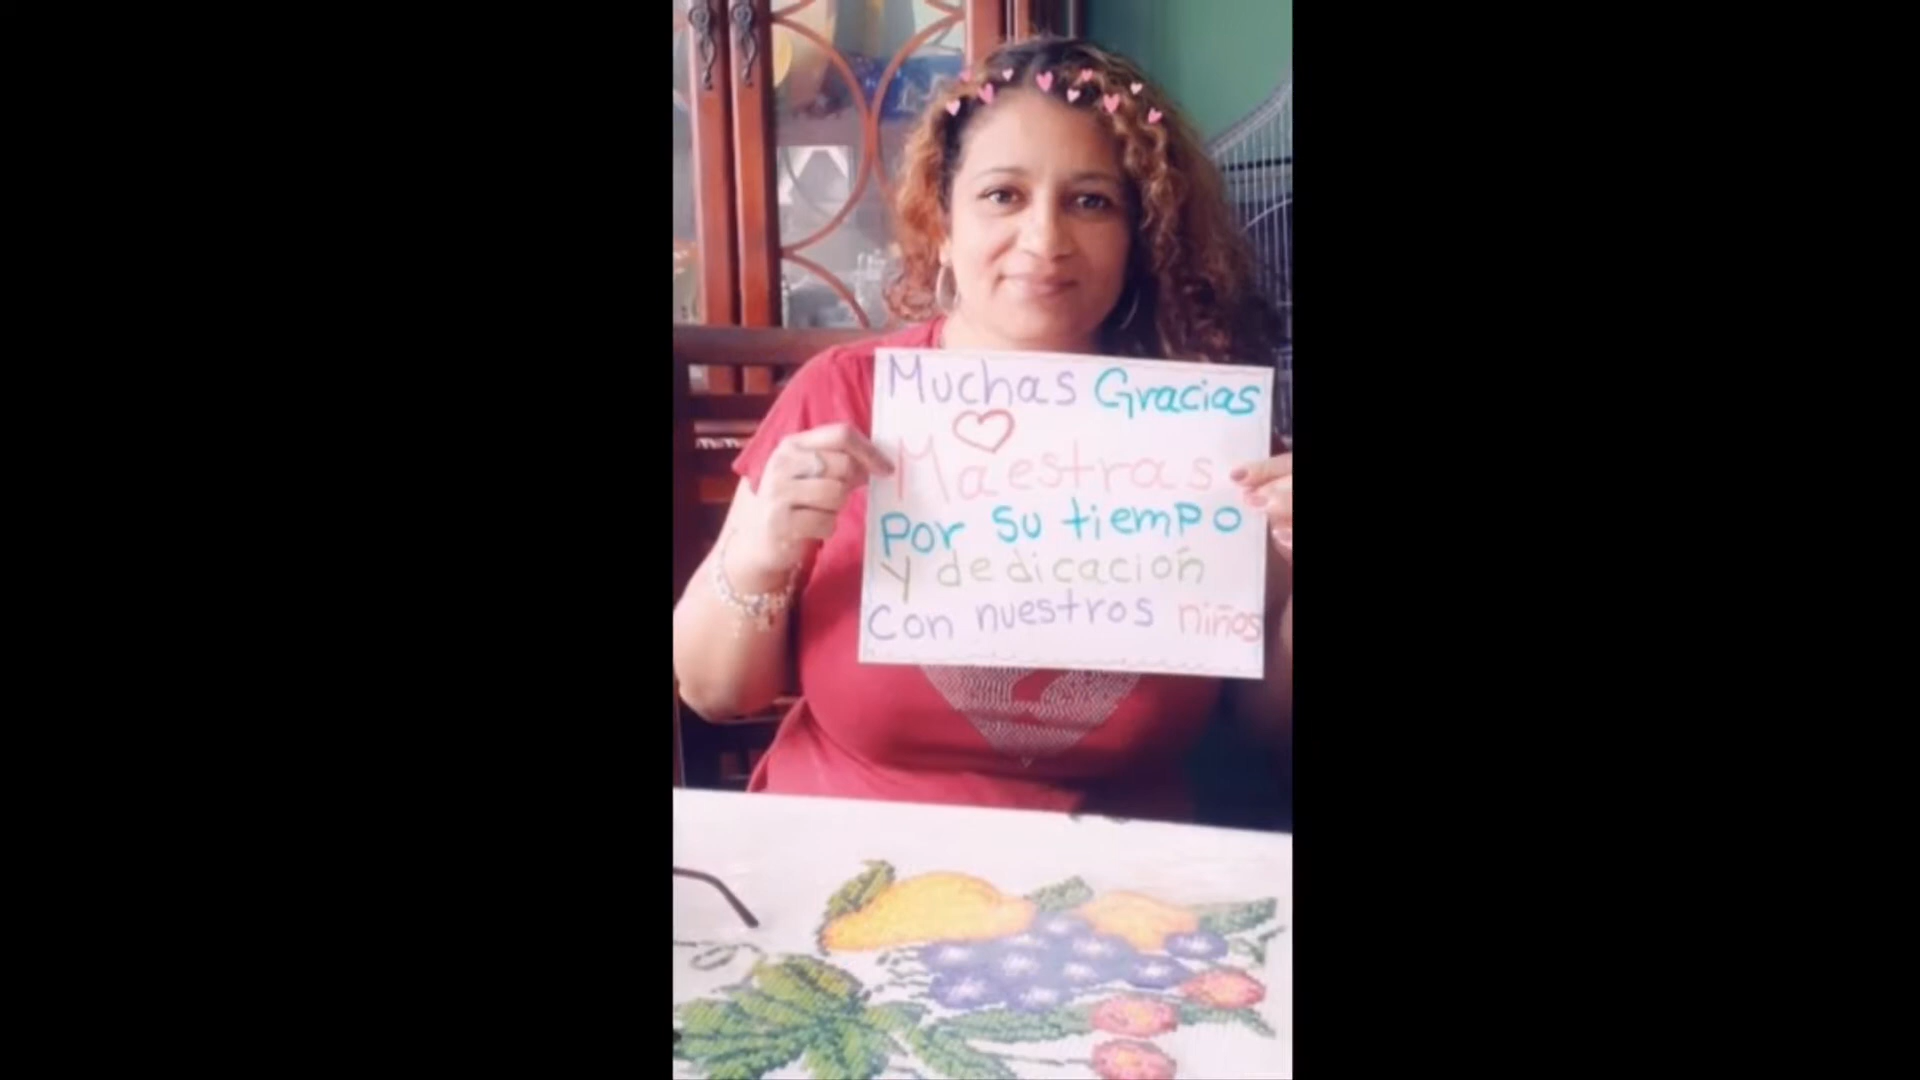 Muchas Gracias
Maestras
Por su tiempo
y dedicación
Con nuestros niños